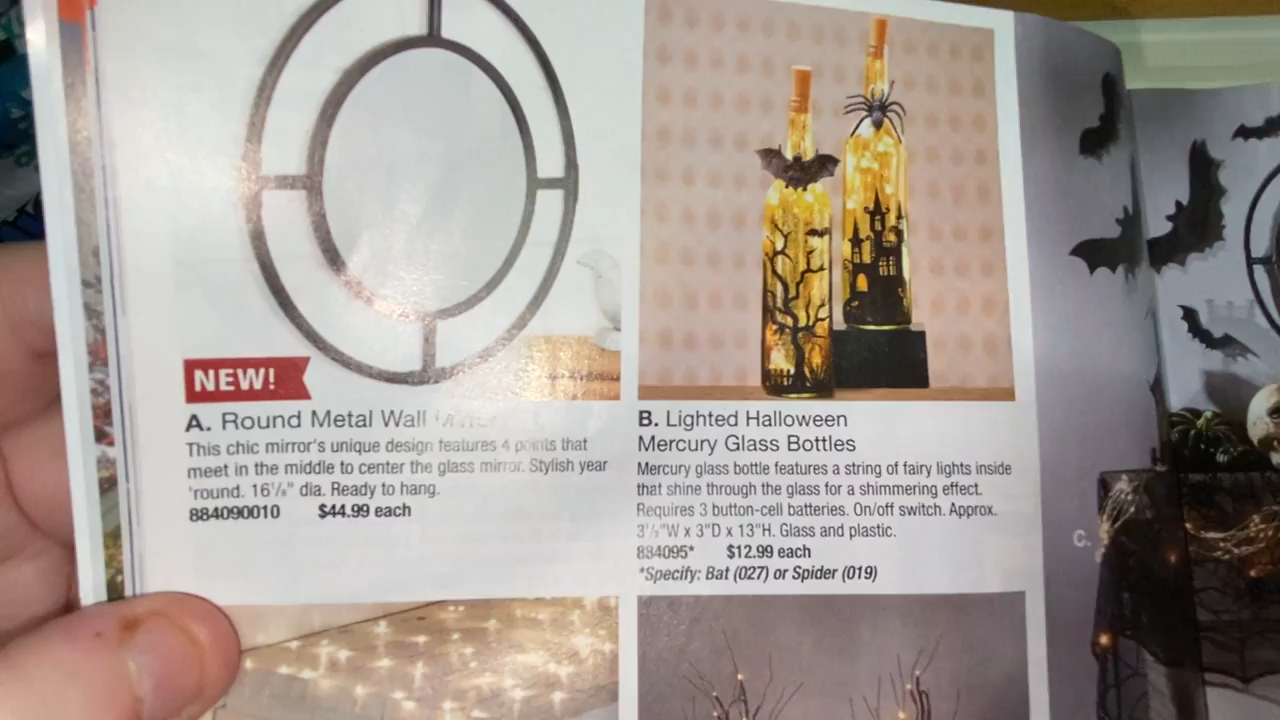 NEW!
A. Round Metal Wall
This chic mirror's unique design features 4 points that
meet in the middle to center the glass mirror. Stylish year
'round. 16⅛" dia. Ready to hang.
884090010 $44.99 each
B. Lighted Halloween
Mercury Glass Bottles
Mercury glass bottle features a string of fairy lights inside
that shine through the glass for a shimmering effect.
Requires 3 button-cell batteries. On/off switch. Approx.
3½"W x 3"D x 13"H. Glass and plastic.
884095* $12.99 each
*Specify: Bat (027) or Spider (019)
C.